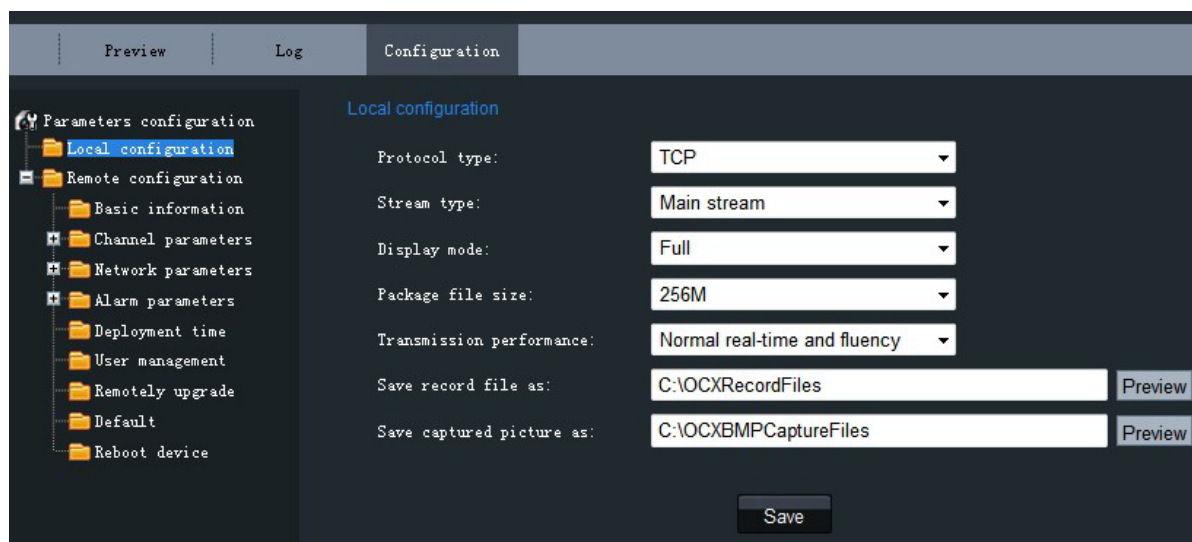 Preview Log Configuration
Parameters configuration
Local configuration
Remote configuration
Basic information
Channel parameters
Network parameters
Alarm parameters
Deployment time
User management
Remotely upgrade
Default
Reboot device
Local configuration
Protocol type: TCP
Stream type: Main stream
Display mode: Full
Package file size: 256M
Transmission performance: Normal real-time and fluency
Save record file as: C:\OCXRecordFiles Preview
Save captured picture as: C:\OCXBMPCaptureFiles Preview
Save